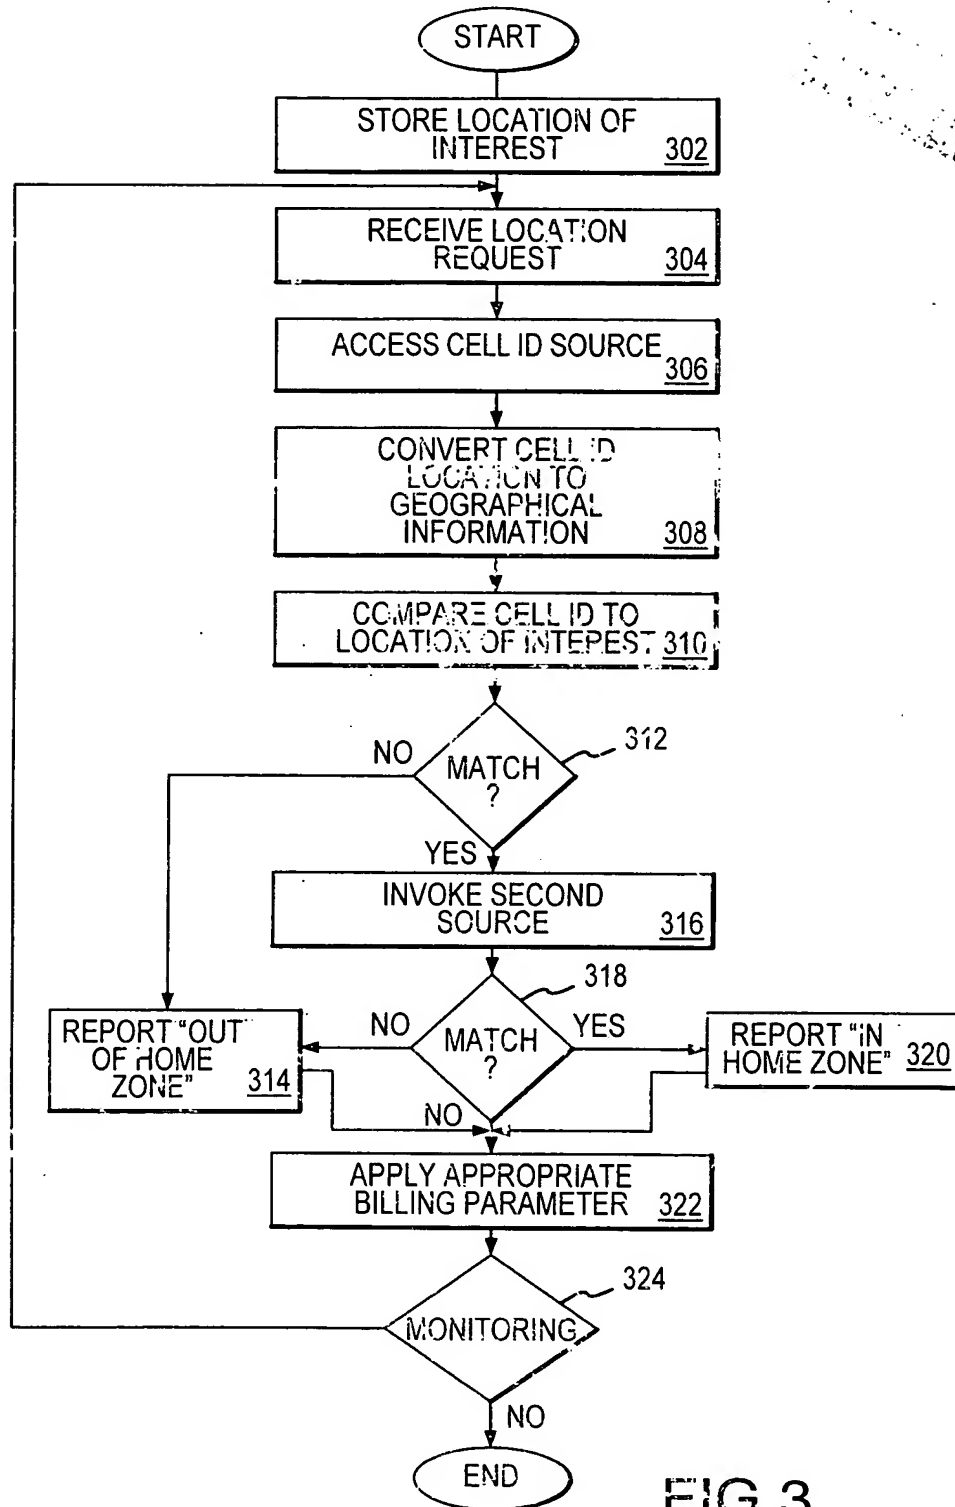 START
STORE LOCATION OF
INTEREST 302
RECEIVE LOCATION
REQUEST 304
ACCESS CELL ID SOURCE
306
CONVERT CELL ID
LOCATION TO
GEOGRAPHICAL
INFORMATION 308
COMPARE CELL ID TO
LOCATION OF INTEREST 310
312
NO
MATCH
?
YES
INVOKE SECOND
SOURCE 316
318
NO
MATCH
?
YES
REPORT "OUT
OF HOME
ZONE" 314
REPORT "IN
HOME ZONE" 320
NO
APPLY APPROPRIATE
BILLING PARAMETER 322
324
MONITORING
NO
END
FIG.3